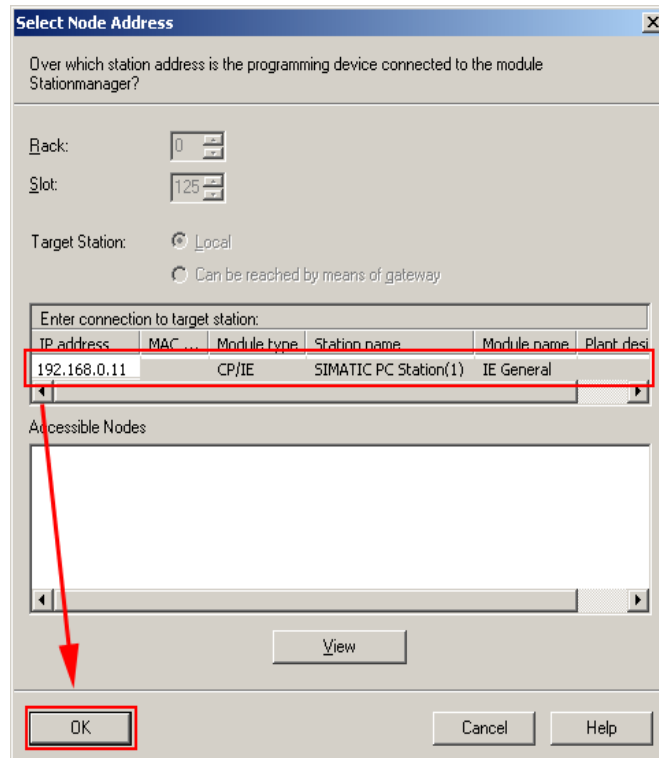 Select Node Address
Over which station address is the programming device connected to the module
Stationmanager?
Rack: 0
Slot: 125
Target Station: Local
Can be reached by means of gateway
Enter connection to target station:
IP address MAC ... Module type Station name Module name Plant desi
192.168.0.11 CP/IE SIMATIC PC Station(1) IE General
Accessible Nodes
View
OK Cancel Help